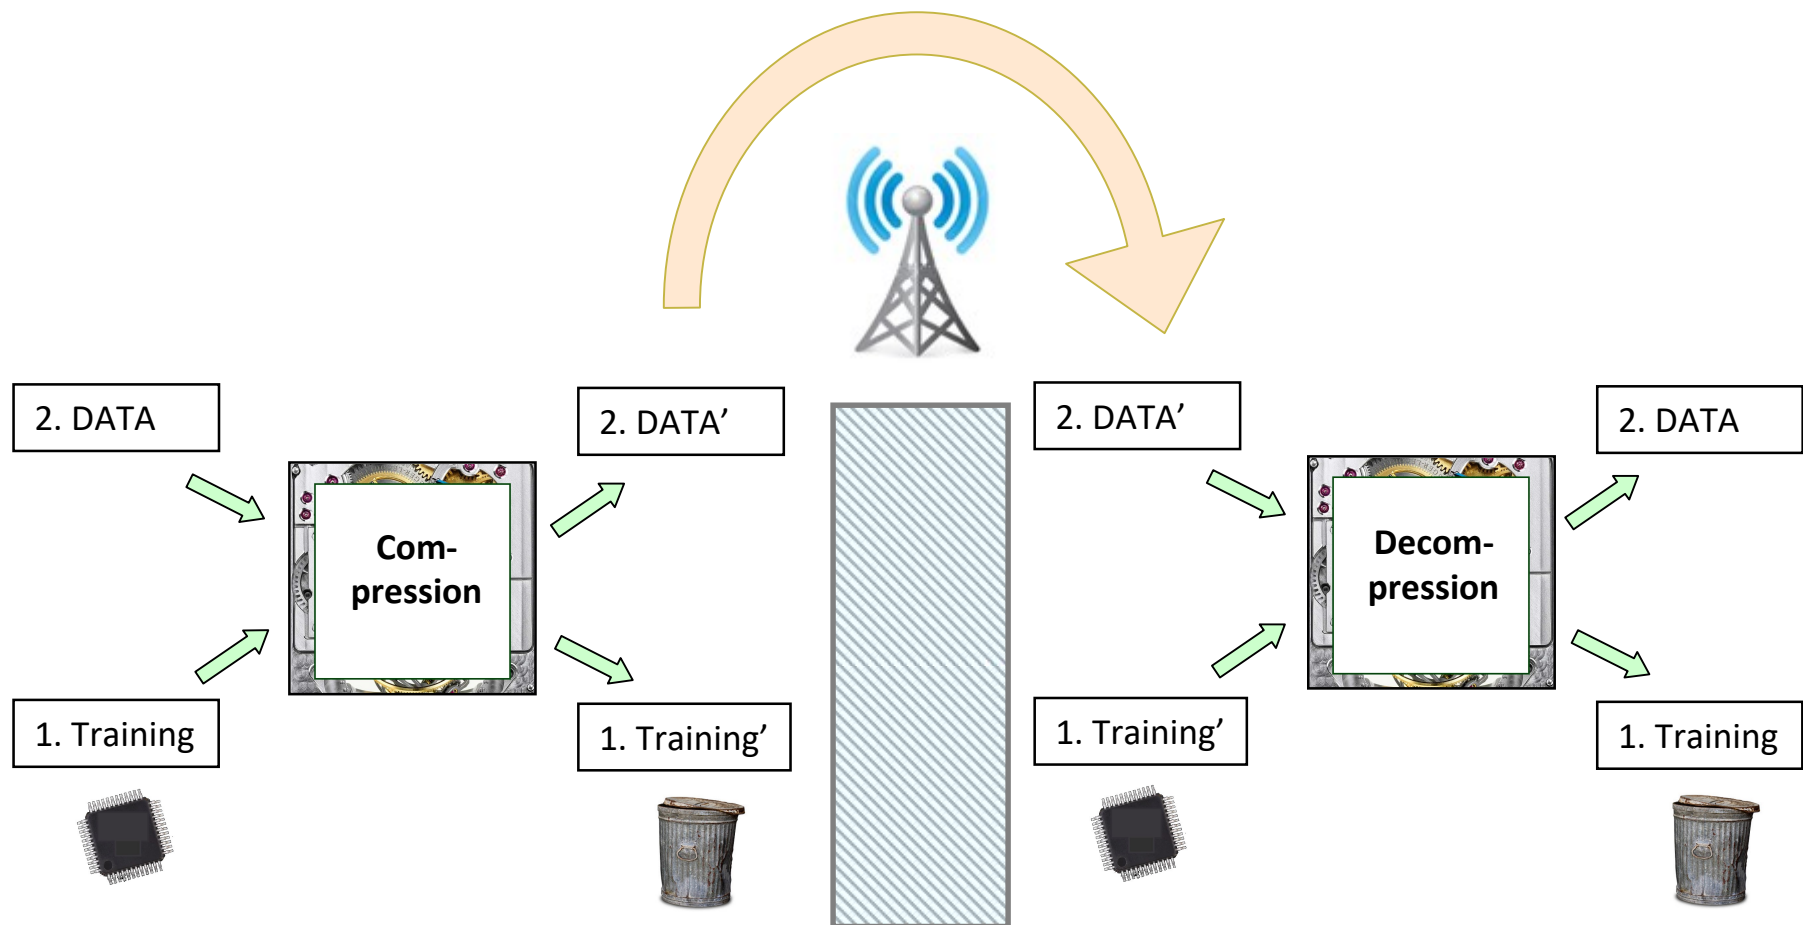 2. DATA
2. DATA’
2. DATA’
2. DATA
Com-
pression
Decom-
pression
1. Training
1. Training’
1. Training’
1. Training